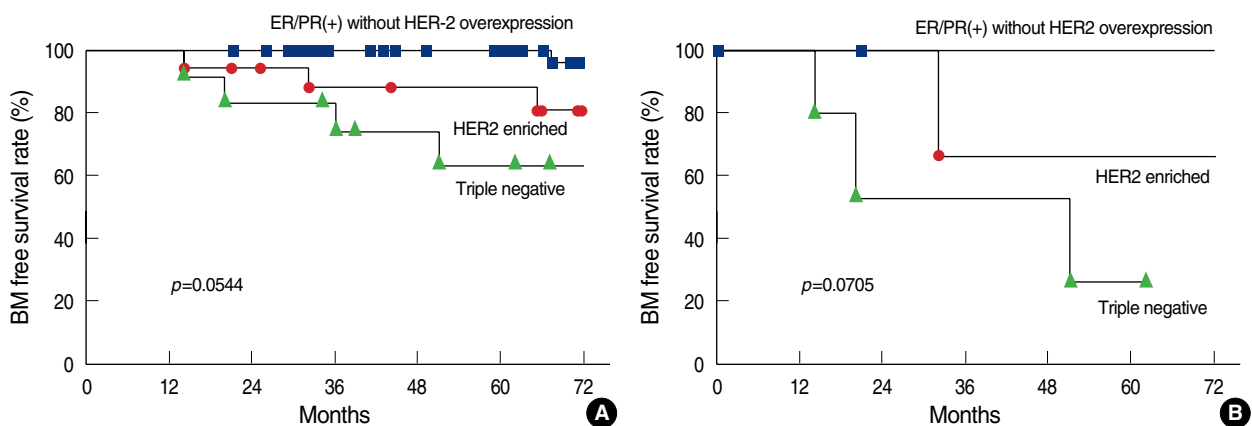 ER/PR(+) without HER-2 overexpression
BM free survival rate (%)
100
80
60
40
20
0
HER2 enriched
Triple negative
p=0.0544
0 12 24 36 48 60 72
Months
A
ER/PR(+) without HER2 overexpression
BM free survival rate (%)
100
80
60
40
20
0
HER2 enriched
Triple negative
p=0.0705
0 12 24 36 48 60 72
Months
B